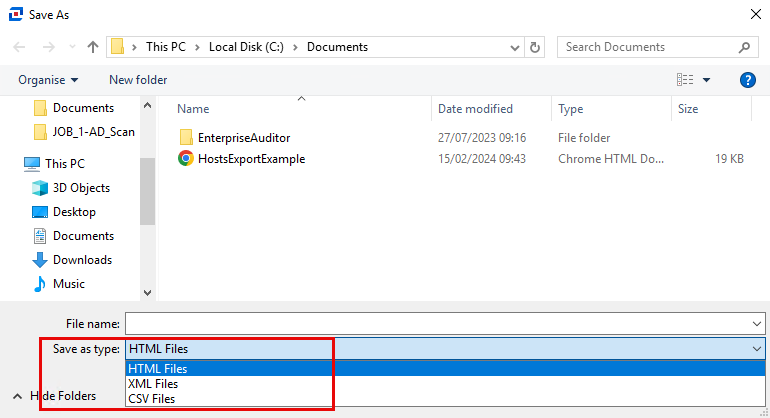 Save As
This PC > Local Disk (C:) > Documents
Search Documents
Organise New folder
?
Name Date modified Type Size
Documents
JOB_1-AD_Scan
This PC
3D Objects
Desktop
Documents
Downloads
Music
EnterpriseAuditor 27/07/2023 09:16 File folder
HostsExportExample 15/02/2024 09:43 Chrome HTML Do... 19 KB
File name:
Save as type: HTML Files
HTML Files
XML Files
CSV Files
Hide Folders